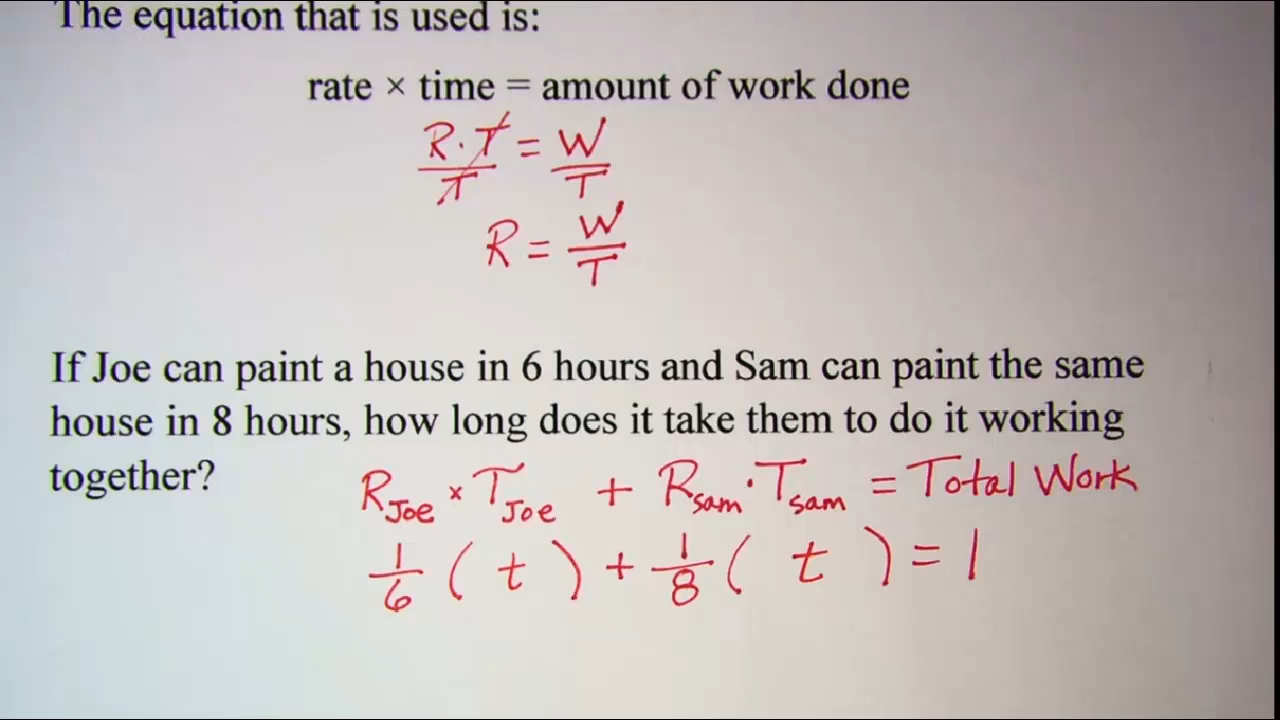 The equation that is used is:
rate × time = amount of work done
R·T/T = W/T
R = W/T
If Joe can paint a house in 6 hours and Sam can paint the same
house in 8 hours, how long does it take them to do it working
together?
R_Joe × T_Joe + R_Sam · T_Sam = Total Work
1/6 ( t ) + 1/8 ( t ) = 1